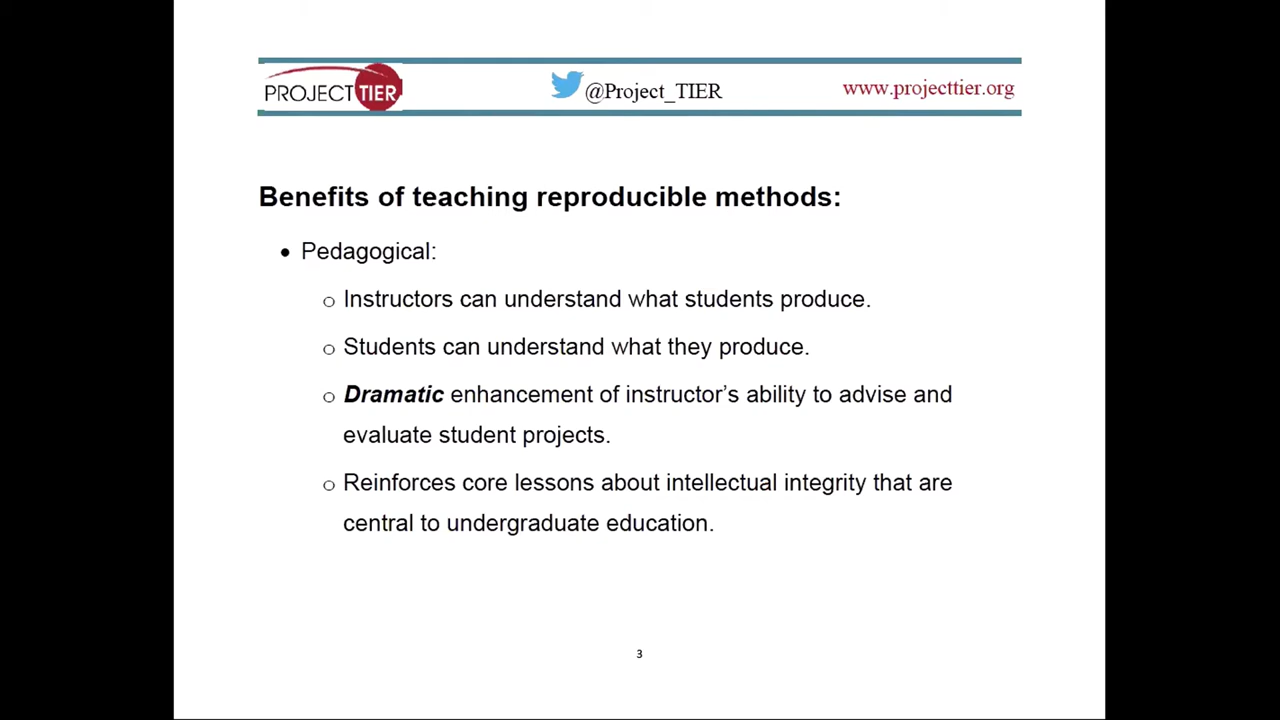 PROJECT TIER @Project_TIER www.projecttier.org
Benefits of teaching reproducible methods:
• Pedagogical:
o Instructors can understand what students produce.
o Students can understand what they produce.
o Dramatic enhancement of instructor’s ability to advise and
evaluate student projects.
o Reinforces core lessons about intellectual integrity that are
central to undergraduate education.
3